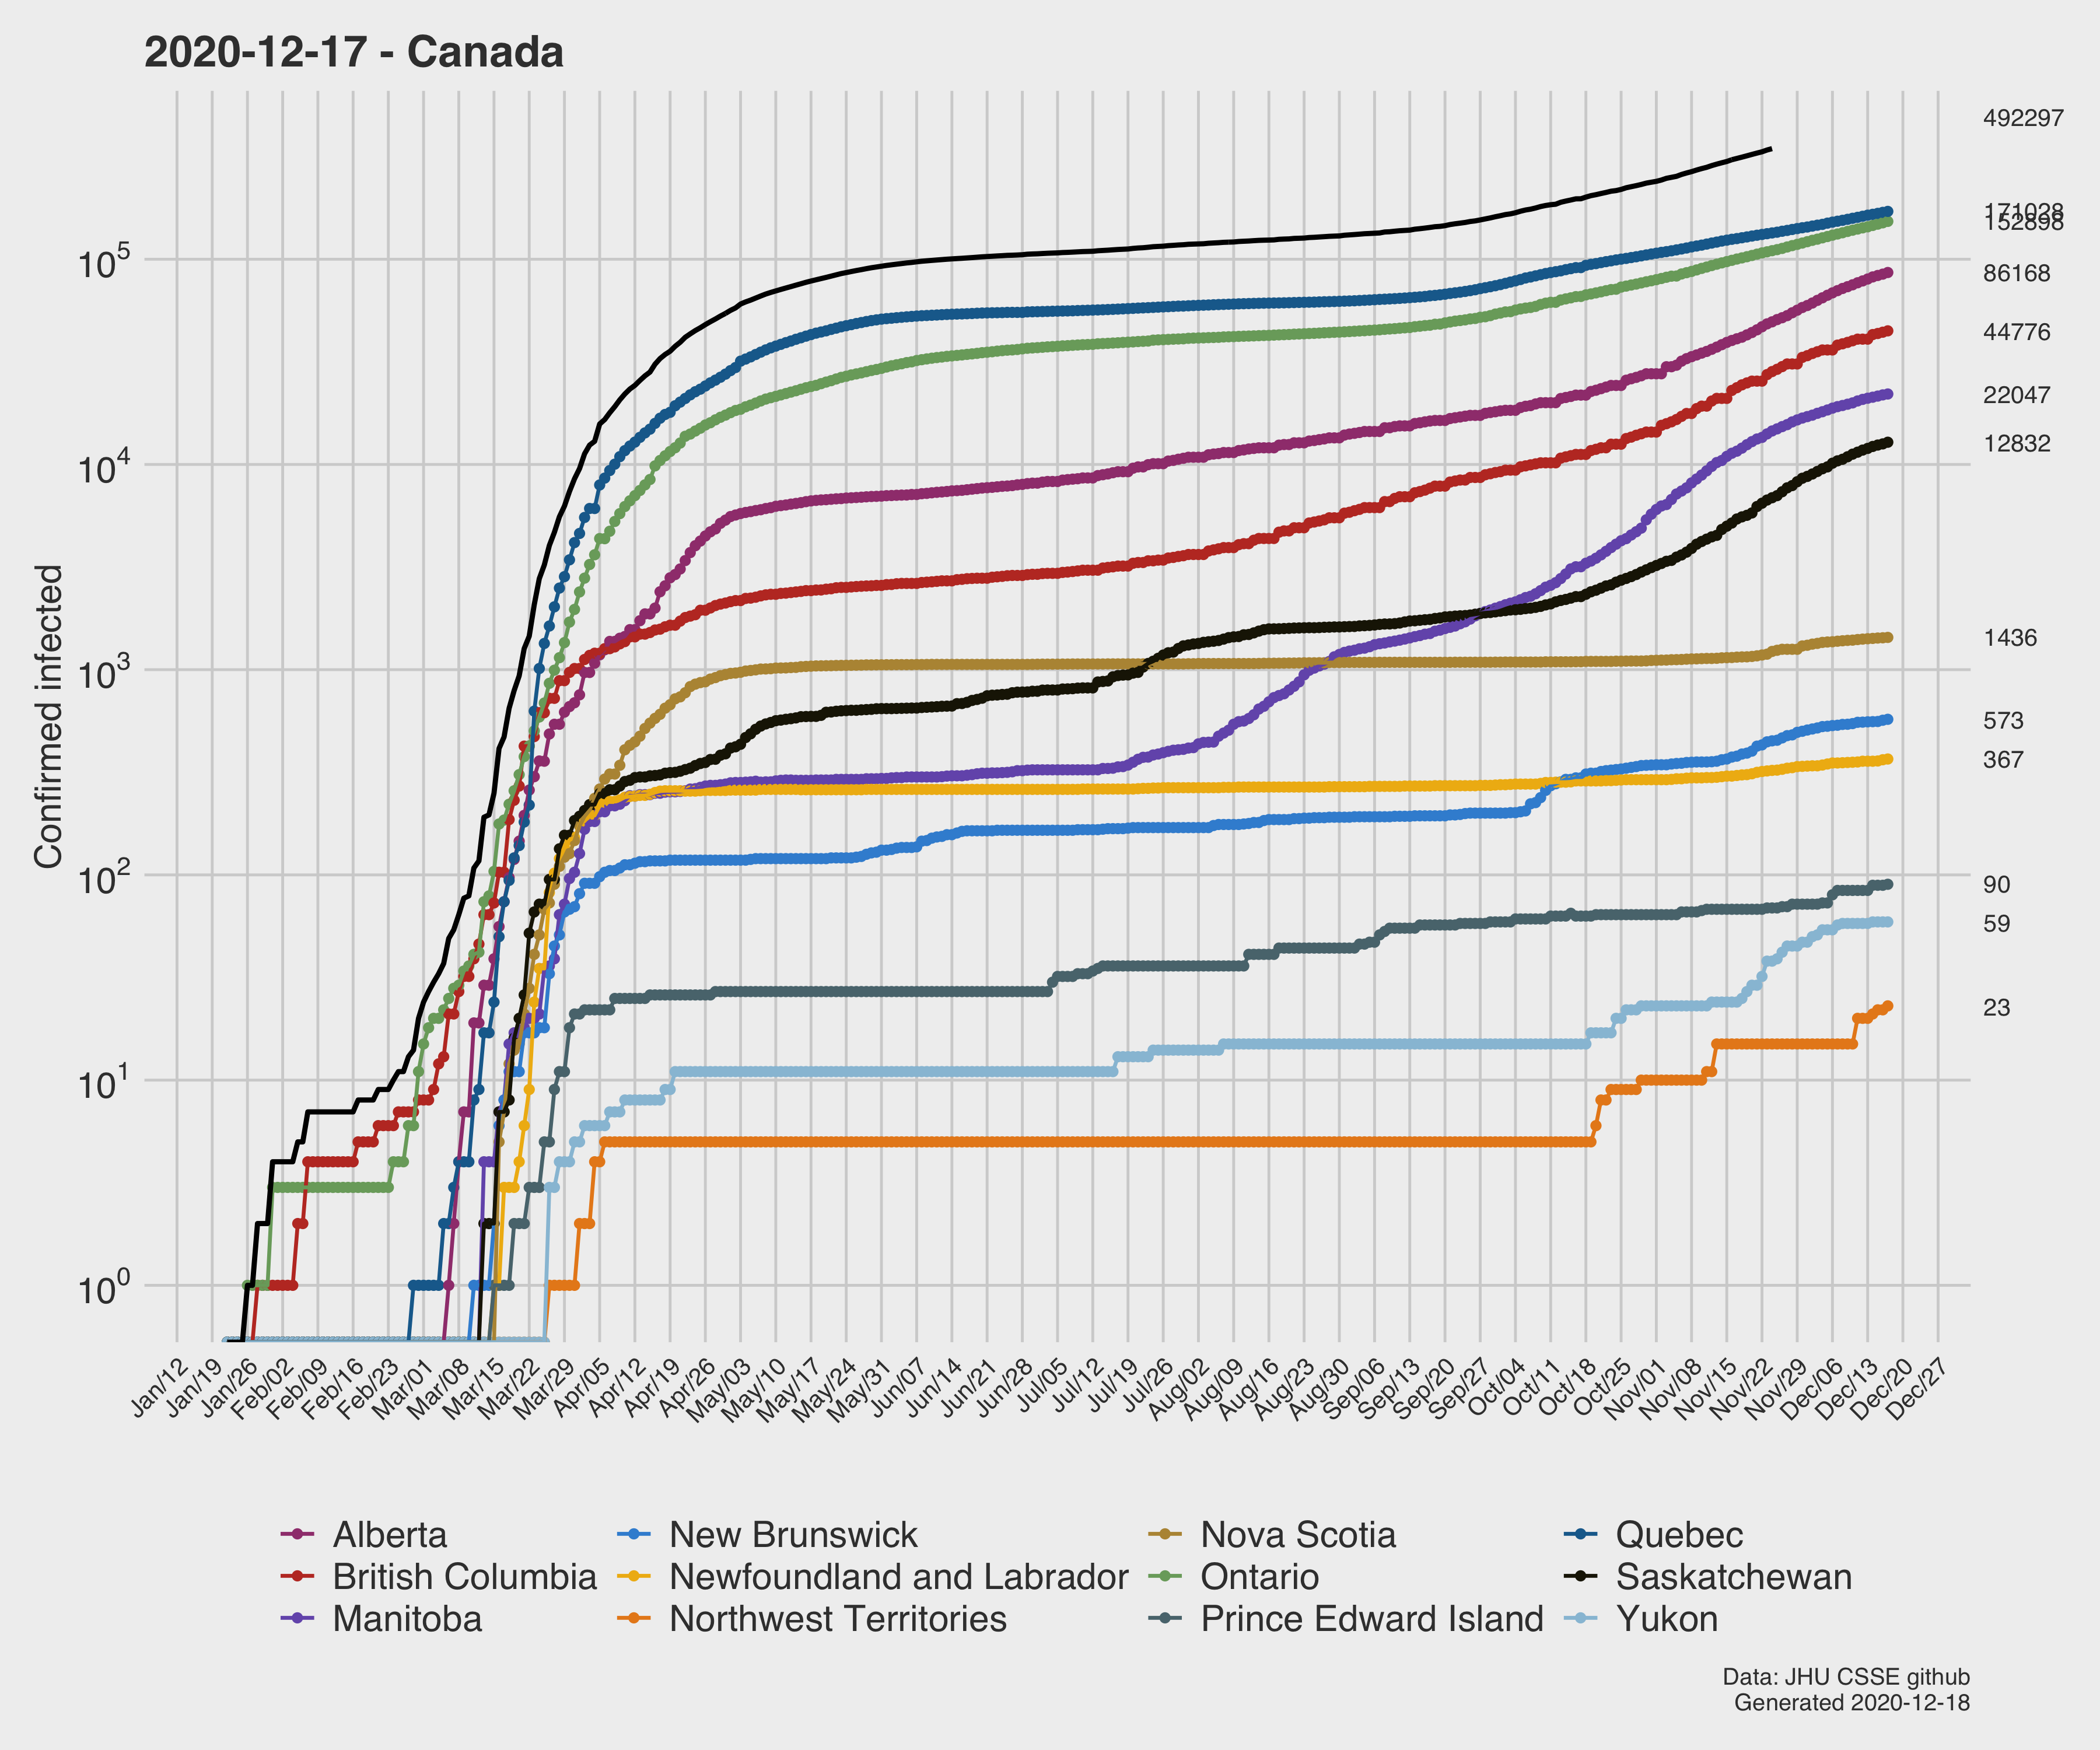 2020-12-17 - Canada
492297
171028
152898
86168
44776
22047
12832
1436
573
367
90
59
23
Confirmed infected
10^5
10^4
10^3
10^2
10^1
10^0
Jan/12 Jan/19 Jan/26 Feb/02 Feb/09 Feb/16 Feb/23 Mar/01 Mar/08 Mar/15 Mar/22 Mar/29 Apr/05 Apr/12 Apr/19 Apr/26 May/03 May/10 May/17 May/24 May/31 Jun/07 Jun/14 Jun/21 Jun/28 Jul/05 Jul/12 Jul/19 Jul/26 Aug/02 Aug/09 Aug/16 Aug/23 Aug/30 Sep/06 Sep/13 Sep/20 Sep/27 Oct/04 Oct/11 Oct/18 Oct/25 Nov/01 Nov/08 Nov/15 Nov/22 Nov/29 Dec/06 Dec/13 Dec/20 Dec/27
Alberta New Brunswick Nova Scotia Quebec
British Columbia Newfoundland and Labrador Ontario Saskatchewan
Manitoba Northwest Territories Prince Edward Island Yukon
Data: JHU CSSE github
Generated 2020-12-18